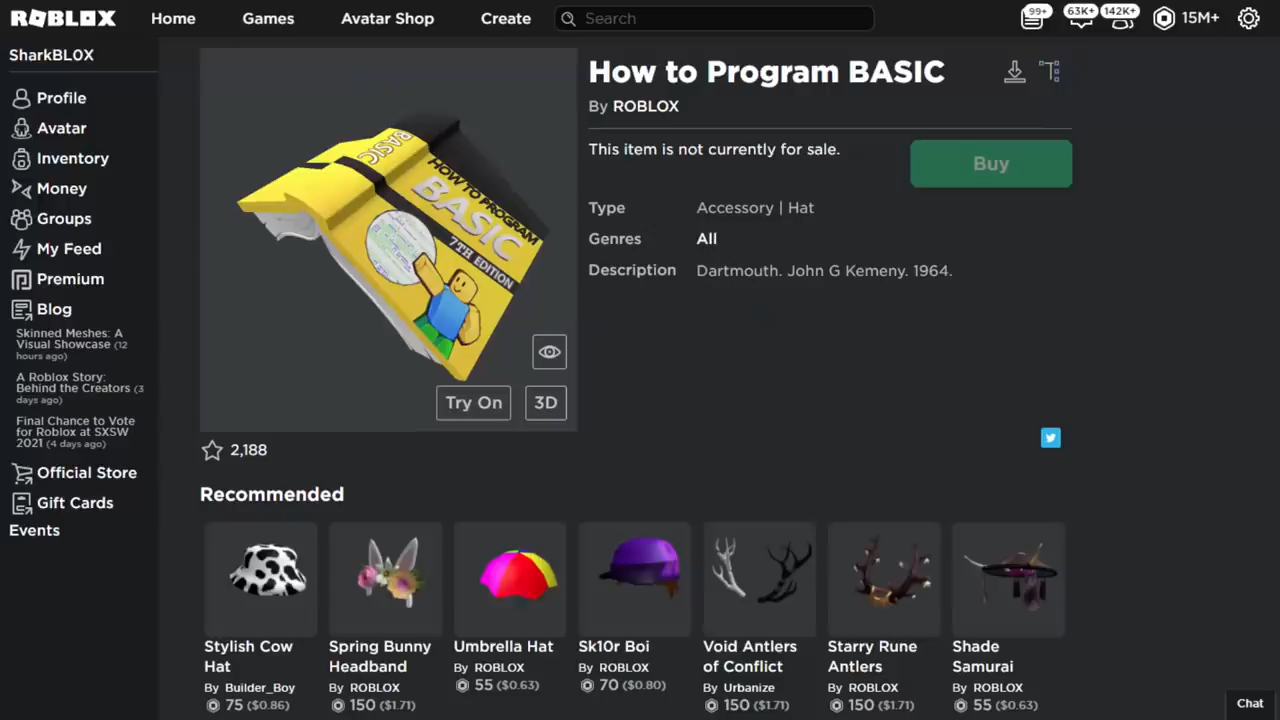 ROBLOX
Home
Games
Avatar Shop
Create
Search
99+
63K+
142K+
15M+
SharkBL0X
Profile
Avatar
Inventory
Money
Groups
My Feed
Premium
Blog
Skinned Meshes: A
Visual Showcase (12
hours ago)
A Roblox Story:
Behind the Creators (3
days ago)
Final Chance to Vote
for Roblox at SXSW
2021 (4 days ago)
Official Store
Gift Cards
Events
BASIC
HOW TO PROGRAM
BASIC
7TH EDITION
Try On
3D
2,188
How to Program BASIC
By ROBLOX
This item is not currently for sale.
Buy
Type
Accessory | Hat
Genres
All
Description
Dartmouth. John G Kemeny. 1964.
Recommended
Stylish Cow
Hat
By Builder_Boy
75 ($0.86)
Spring Bunny
Headband
By ROBLOX
150 ($1.71)
Umbrella Hat
By ROBLOX
55 ($0.63)
Sk10r Boi
By ROBLOX
70 ($0.80)
Void Antlers
of Conflict
By Urbanize
150 ($1.71)
Starry Rune
Antlers
By ROBLOX
150 ($1.71)
Shade
Samurai
By ROBLOX
55 ($0.63)
Chat